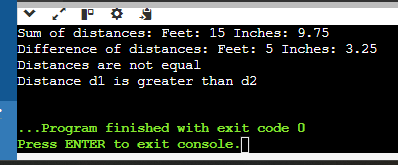 Sum of distances: Feet: 15 Inches: 9.75
Difference of distances: Feet: 5 Inches: 3.25
Distances are not equal
Distance d1 is greater than d2
...Program finished with exit code 0
Press ENTER to exit console.